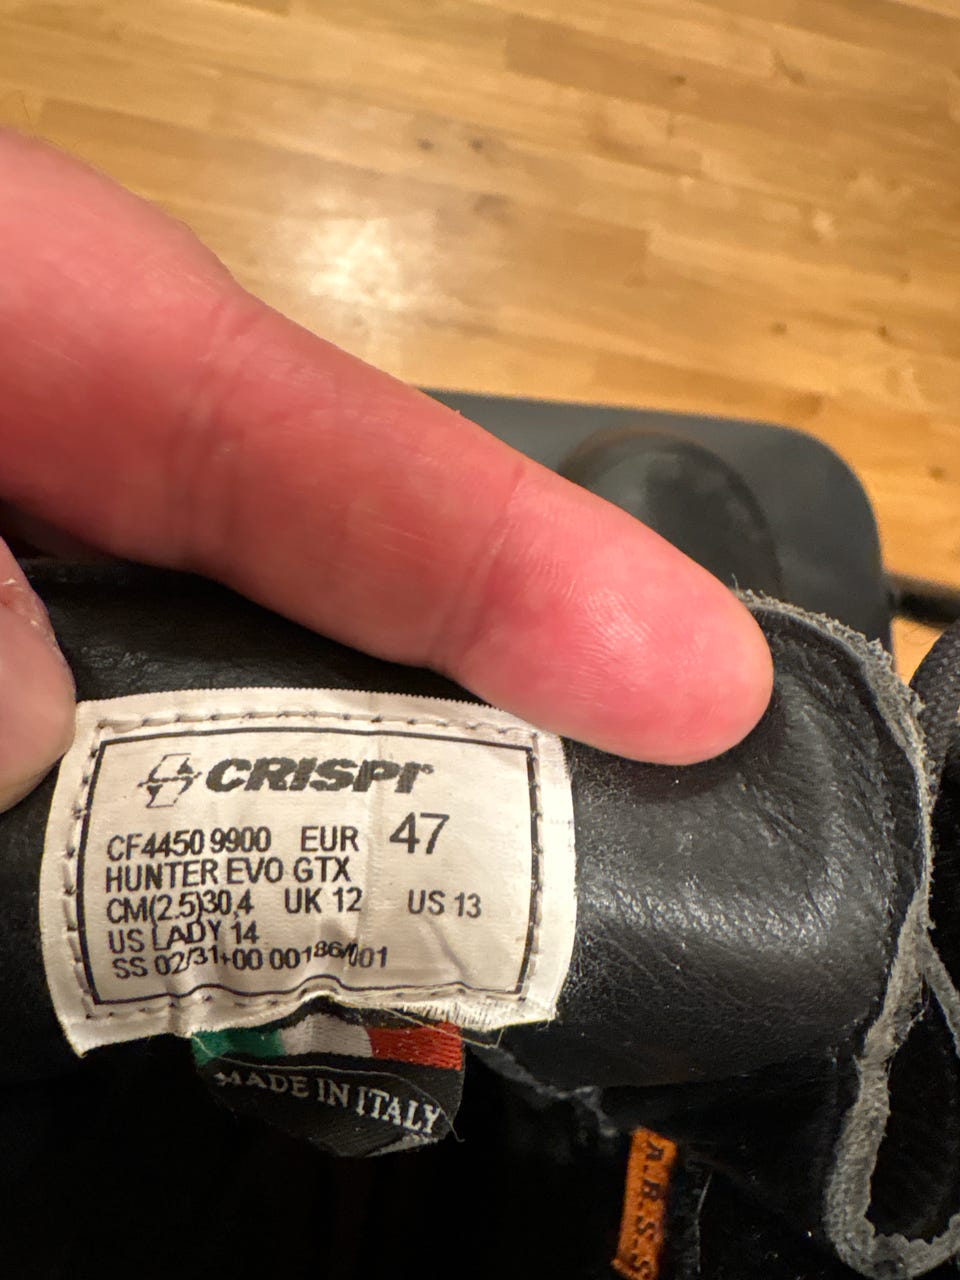 CRISPI
CF4450 9900 EUR 47
HUNTER EVO GTX
CM(2.5)30,4 UK 12 US 13
US LADY 14
SS 02/31+00 00186/001
MADE IN ITALY
A.B.S.S